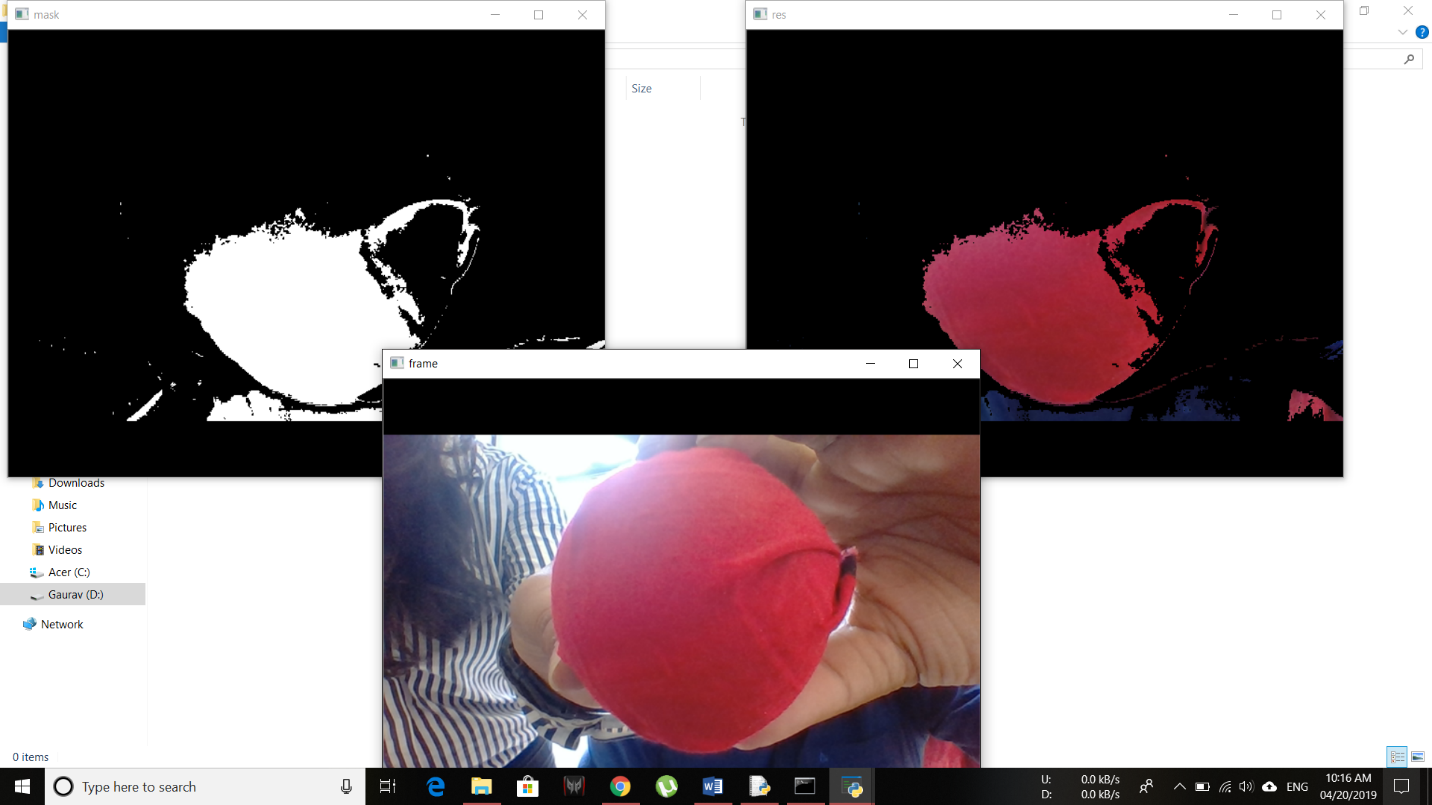 mask
res
Size
frame
Downloads
Music
Pictures
Videos
Acer (C:)
Gaurav (D:)
Network
0 items
Type here to search
U: 0.0 kB/s
D: 0.0 kB/s
ENG
10:16 AM
04/20/2019